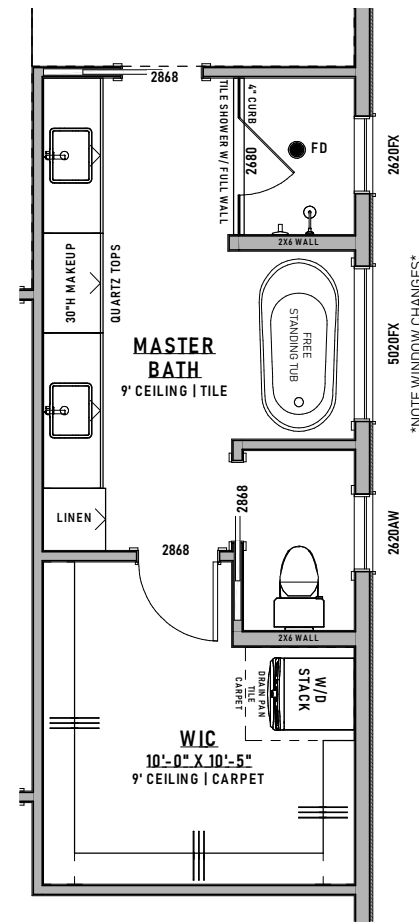 2868
TILE SHOWER W/ FULL WALL
4" CURB
2680
FD
2620FX
2X6 WALL
30"H MAKEUP
QUARTZ TOPS
MASTER
BATH
9' CEILING | TILE
FREE
STANDING TUB
5020FX
*NOTE WINDOW CHANGES*
LINEN
2868
2868
2620AW
2X6 WALL
W/D
STACK
DRAIN PAN
TILE
CARPET
WIC
10'-0" X 10'-5"
9' CEILING | CARPET